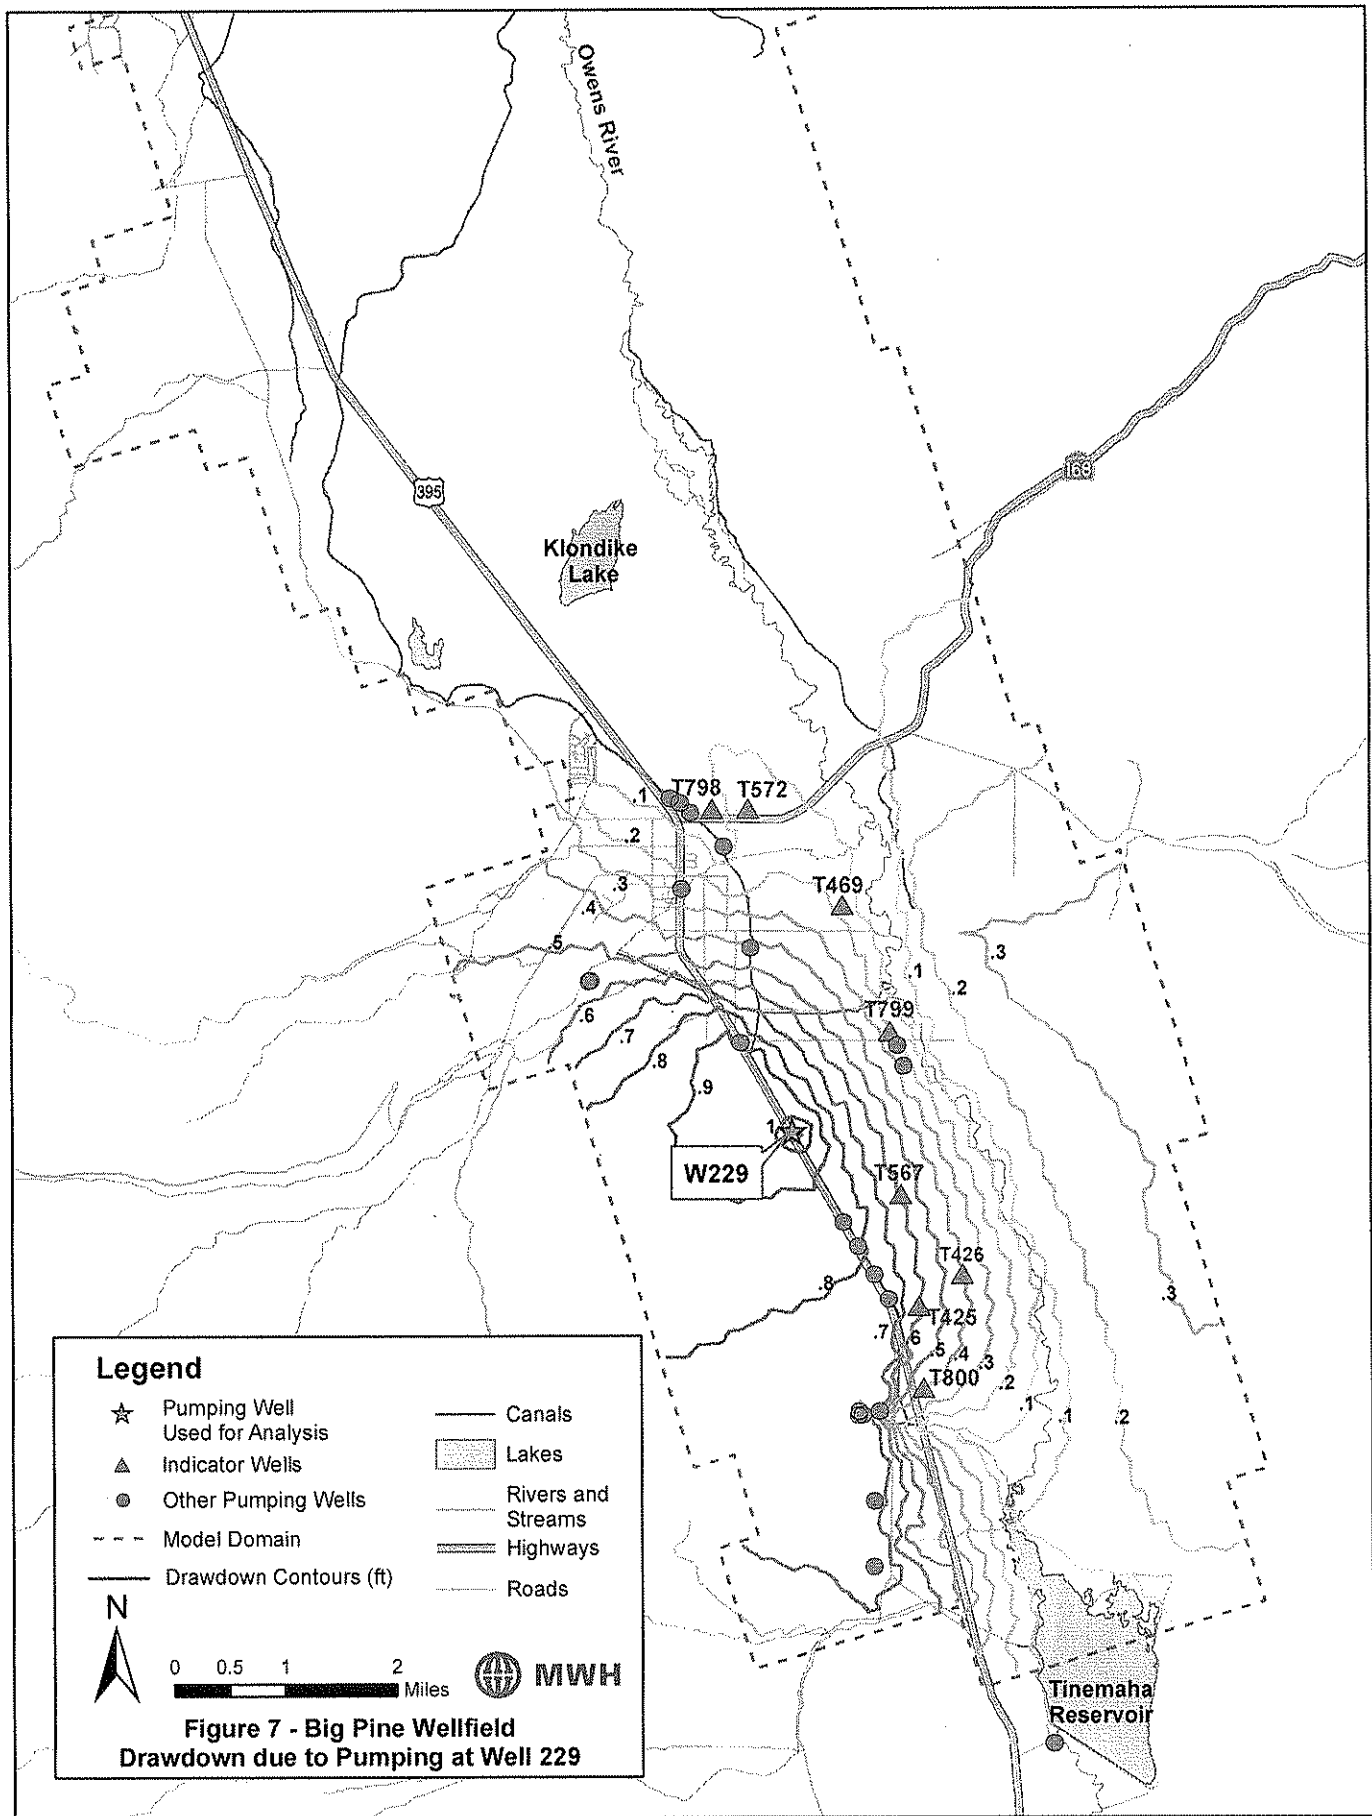 Owens River
168
395
Klondike
Lake
T798
T572
.1
.2
.3
T469
.4
.5
.3
.1
.2
T799
.6
.7
.8
.9
1
W229
T567
T426
.8
.3
T425
.7
.6
.5
.4
.3
T800
.2
.1
.1
.2
Legend
Pumping Well
Used for Analysis
Indicator Wells
Other Pumping Wells
Model Domain
Drawdown Contours (ft)
Canals
Lakes
Rivers and
Streams
Highways
Roads
N
0 0.5 1 2
Miles
MWH
Figure 7 - Big Pine Wellfield
Drawdown due to Pumping at Well 229
Tinemaha
Reservoir